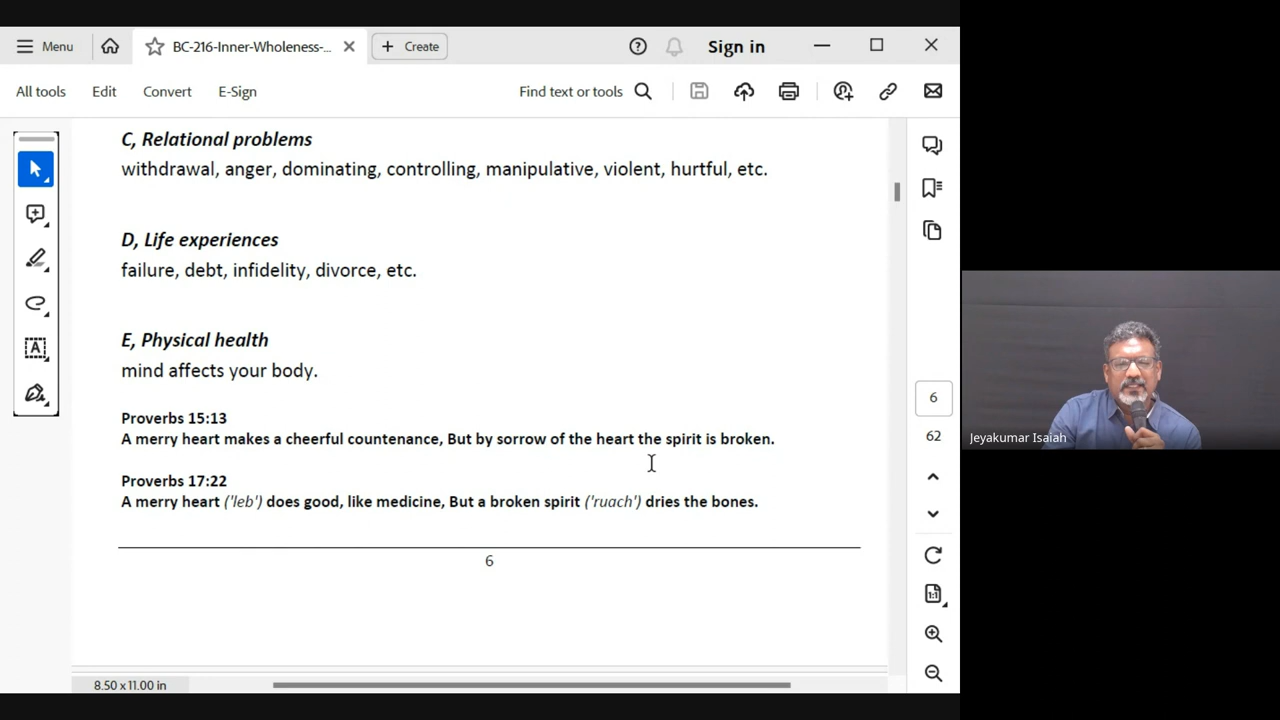 Menu
BC-216-Inner-Wholeness-...
Create
Sign in
All tools
Edit
Convert
E-Sign
Find text or tools
C, Relational problems
withdrawal, anger, dominating, controlling, manipulative, violent, hurtful, etc.
D, Life experiences
failure, debt, infidelity, divorce, etc.
E, Physical health
mind affects your body.
Proverbs 15:13
A merry heart makes a cheerful countenance, But by sorrow of the heart the spirit is broken.
Proverbs 17:22
A merry heart ('leb') does good, like medicine, But a broken spirit ('ruach') dries the bones.
6
6
62
1:1
8.50 x 11.00 in
Jeyakumar Isaiah